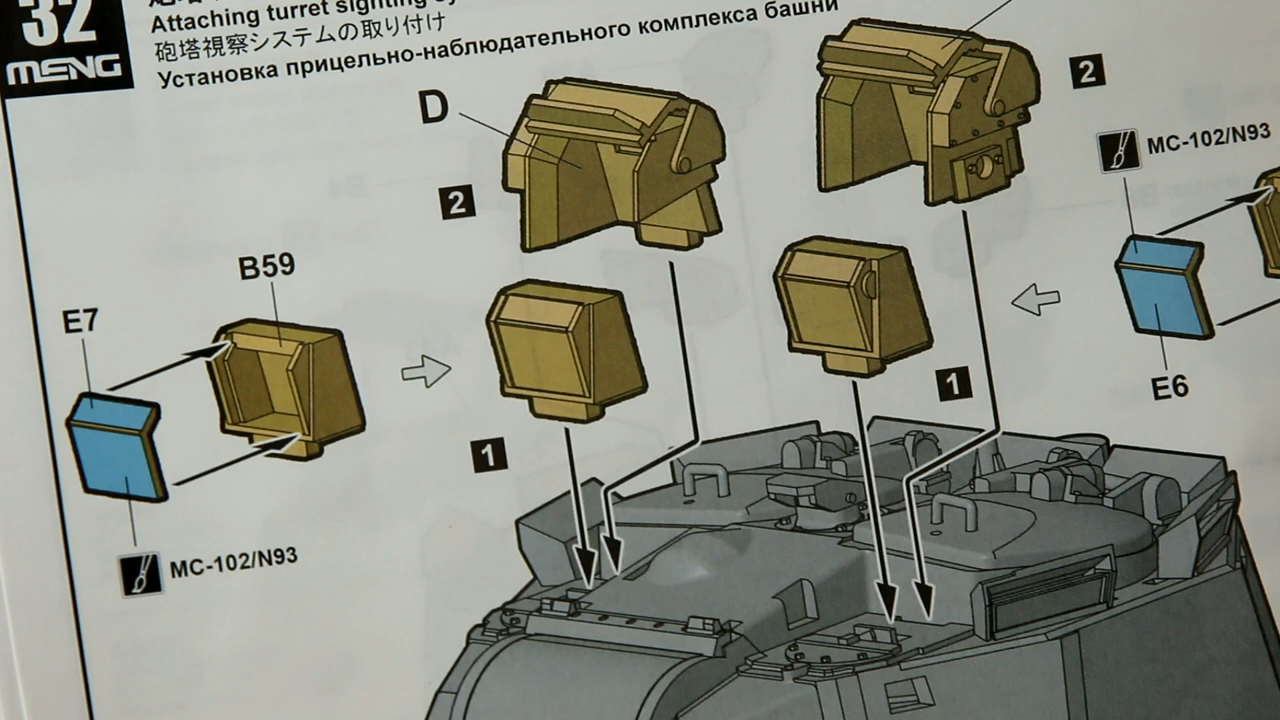 32
MENG
Attaching turret sighting
砲塔視察システムの取り付け
Установка прицельно-наблюдательного комплекса башни
D
2
2
MC-102/N93
B59
E7
1
1
E6
MC-102/N93